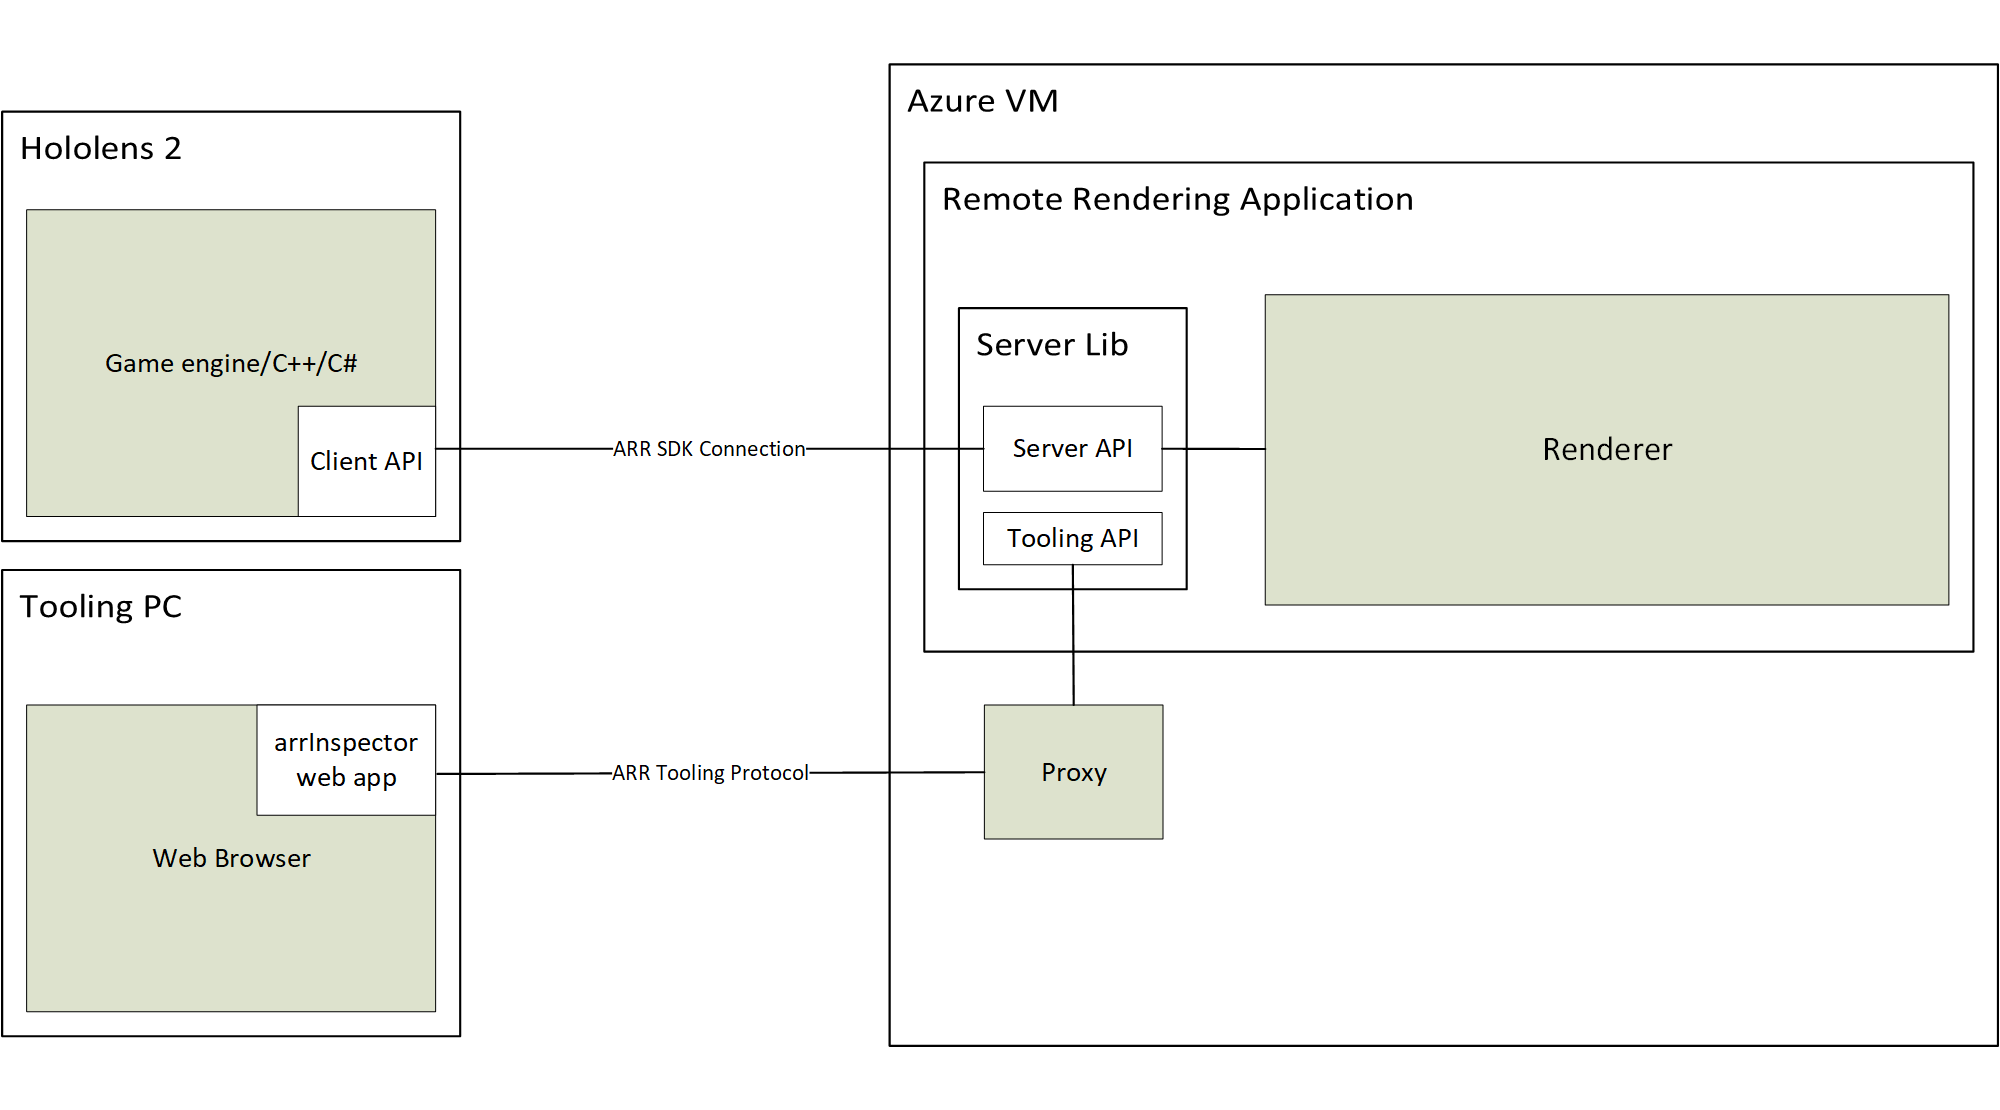 Azure VM
Hololens 2
Remote Rendering Application
Server Lib
Game engine/C++/C#
Client API
ARR SDK Connection
Server API
Renderer
Tooling API
Tooling PC
arrInspector
web app
ARR Tooling Protocol
Proxy
Web Browser